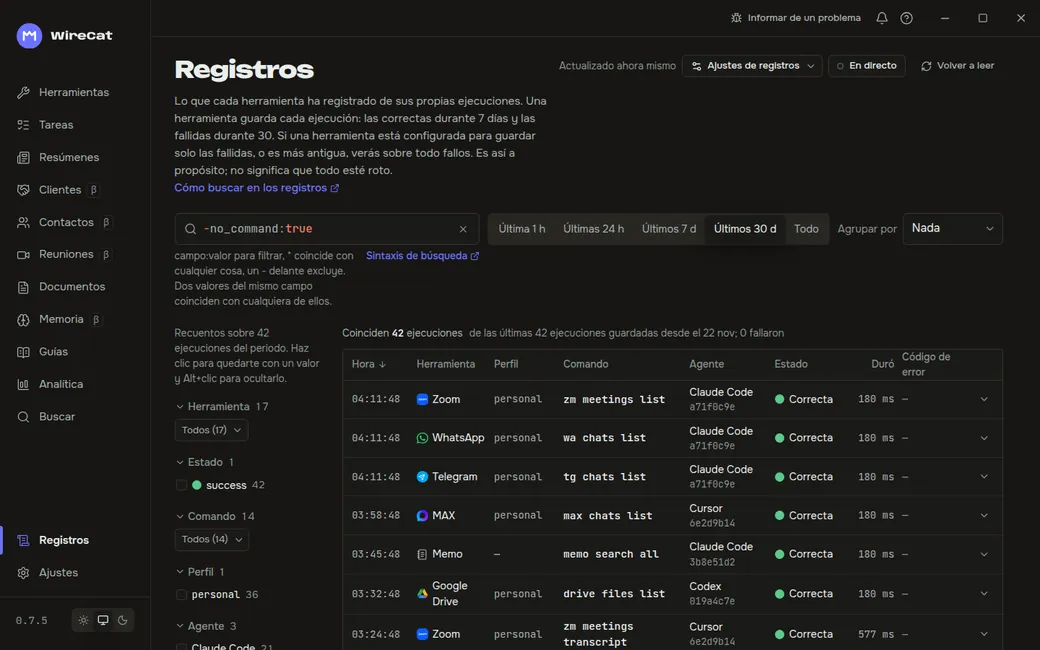 WireCat
Informar de un problema
Herramientas
Tareas
Resúmenes
Clientes β
Contactos β
Reuniones β
Documentos
Memoria β
Guías
Analítica
Buscar
Registros
Ajustes
0.7.5
Registros
Actualizado ahora mismo
Ajustes de registros
En directo
Volver a leer
Lo que cada herramienta ha registrado de sus propias ejecuciones. Una
herramienta guarda cada ejecución: las correctas durante 7 días y las
fallidas durante 30. Si una herramienta está configurada para guardar
solo las fallidas, o es más antigua, verás sobre todo fallos. Es así a
propósito; no significa que todo esté roto.
Cómo buscar en los registros
-no_command:true
Última 1 h
Últimas 24 h
Últimos 7 d
Últimos 30 d
Todo
Agrupar por
Nada
campo:valor para filtrar, * coincide con
cualquier cosa, un - delante excluye.
Dos valores del mismo campo
coinciden con cualquiera de ellos.
Sintaxis de búsqueda
Recuentos sobre 42
ejecuciones del periodo. Haz
clic para quedarte con un valor
y Alt+clic para ocultarlo.
Herramienta 17
Todos (17)
Estado 1
success 42
Comando 14
Todos (14)
Perfil 1
personal 36
Agente 3
Claude Code 21
Coinciden 42 ejecuciones de las últimas 42 ejecuciones guardadas desde el 22 nov; 0 fallaron
Hora Herramienta Perfil Comando Agente Estado Duró Código de error
04:11:48 Zoom personal zm meetings list Claude Code a71f0c9e Correcta 180 ms —
04:11:48 WhatsApp personal wa chats list Claude Code a71f0c9e Correcta 180 ms —
04:11:48 Telegram personal tg chats list Claude Code a71f0c9e Correcta 180 ms —
03:58:48 MAX personal max chats list Cursor 6e2d9b14 Correcta 180 ms —
03:45:48 Memo — memo search all Claude Code 3b8e51d2 Correcta 180 ms —
03:32:48 Google Drive personal drive files list Codex 019a4c7e Correcta 180 ms —
03:24:48 Zoom personal zm meetings transcript Cursor 6e2d9b14 Correcta 577 ms —